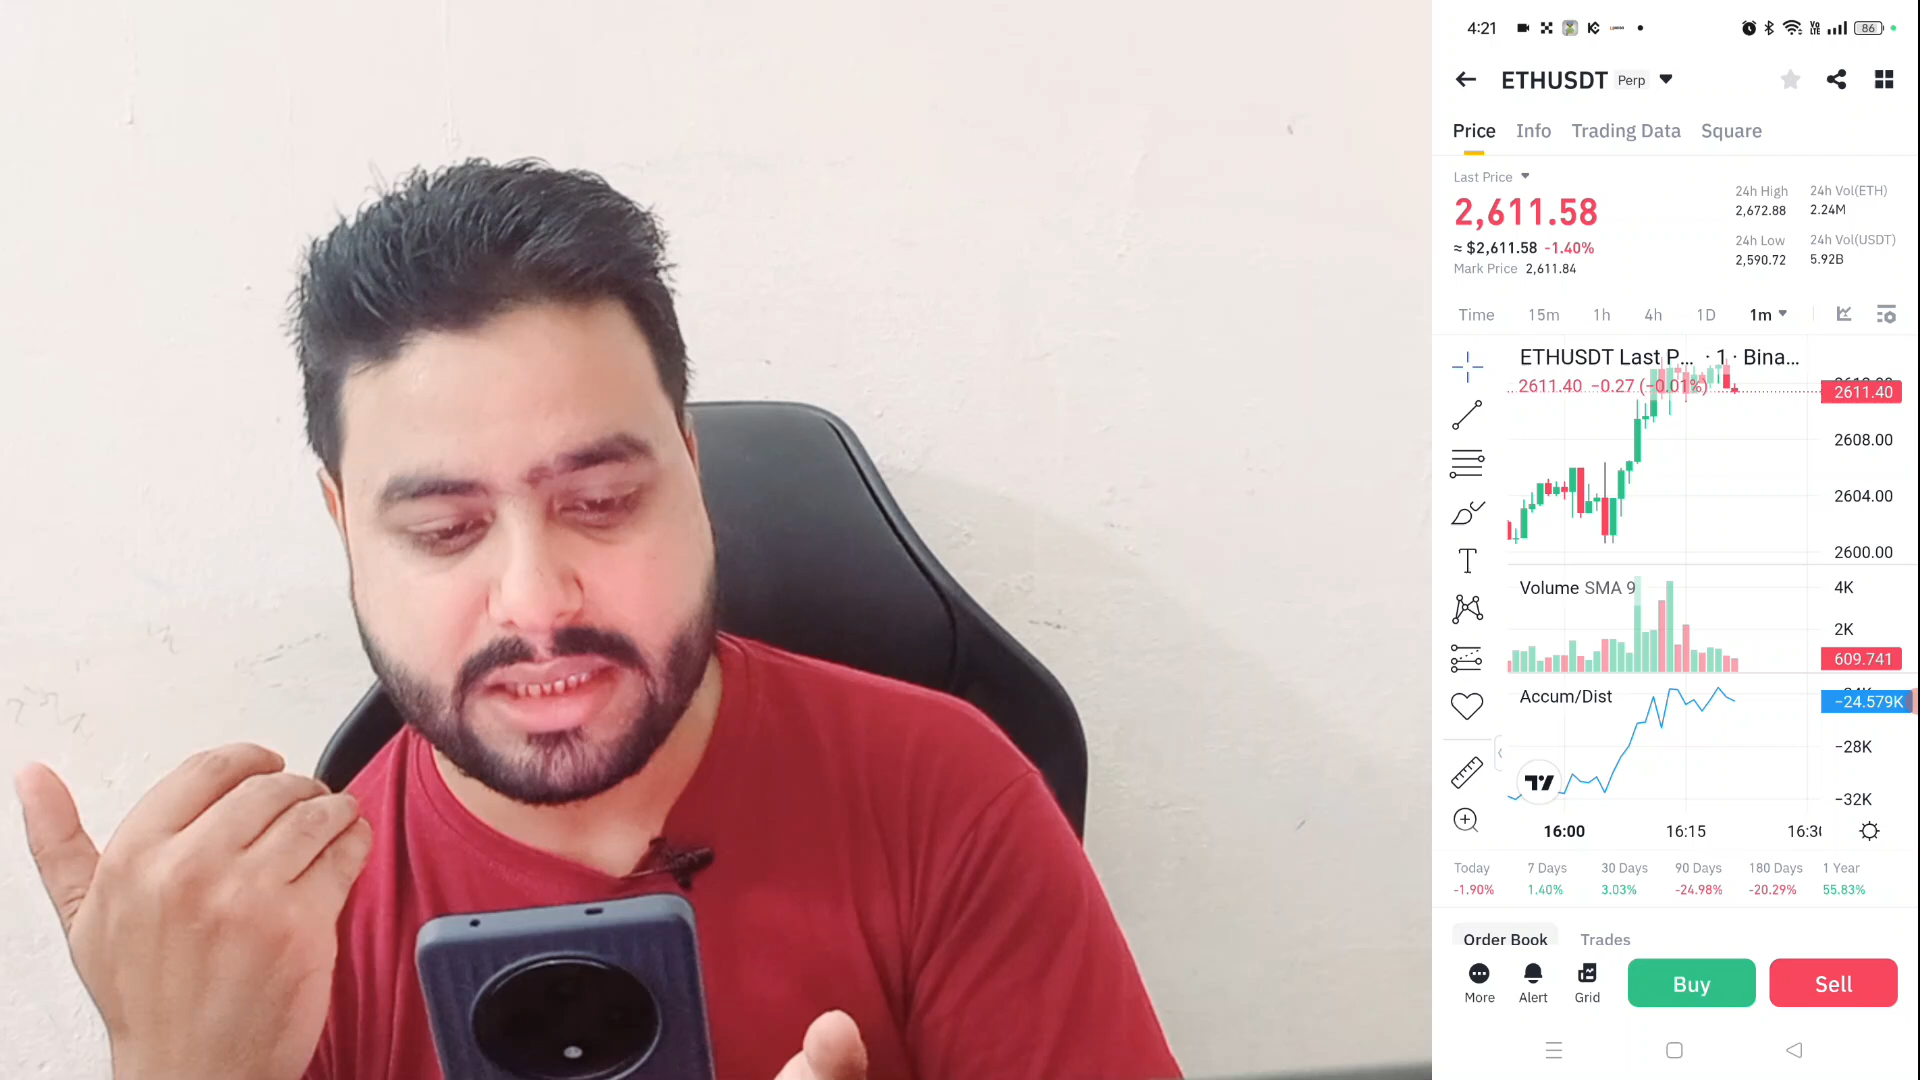 4:21 86
ETHUSDT Perp
Price Info Trading Data Square
Last Price
2,611.58
≈ $2,611.58 -1.40%
Mark Price 2,611.84
24h High 24h Vol(ETH)
2,672.88 2.24M
24h Low 24h Vol(USDT)
2,590.72 5.92B
Time 15m 1h 4h 1D 1m
ETHUSDT Last P... · 1 · Bina...
2611.40 −0.27 (−0.01%)
2611.40
2608.00
2604.00
2600.00
Volume SMA 9
4K
2K
609.741
Accum/Dist
−24.579K
−28K
−32K
16:00 16:15
Today 7 Days 30 Days 90 Days 180 Days 1 Year
-1.90% 1.40% 3.03% -24.98% -20.29% 55.83%
Order Book Trades
More Alert Grid Buy Sell